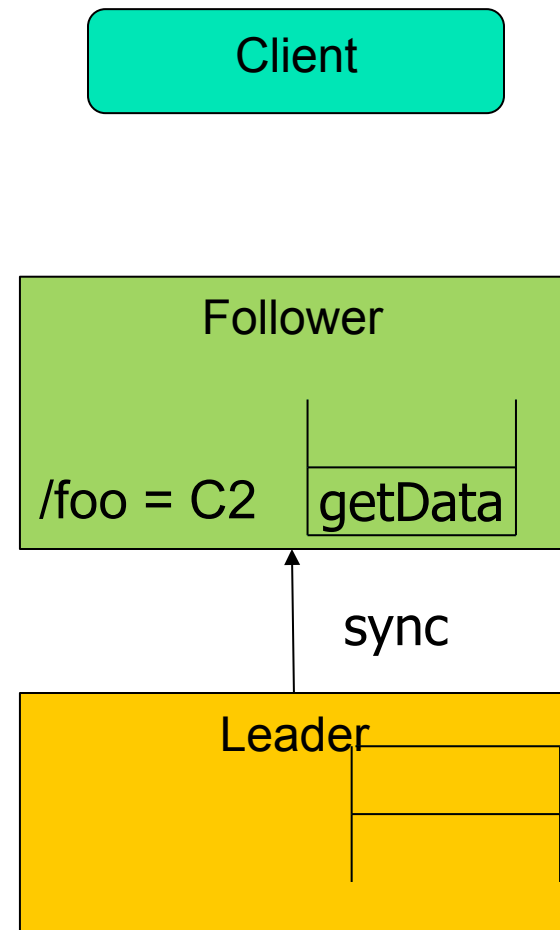 Client
Follower
/foo = C2 getData
sync
Leader